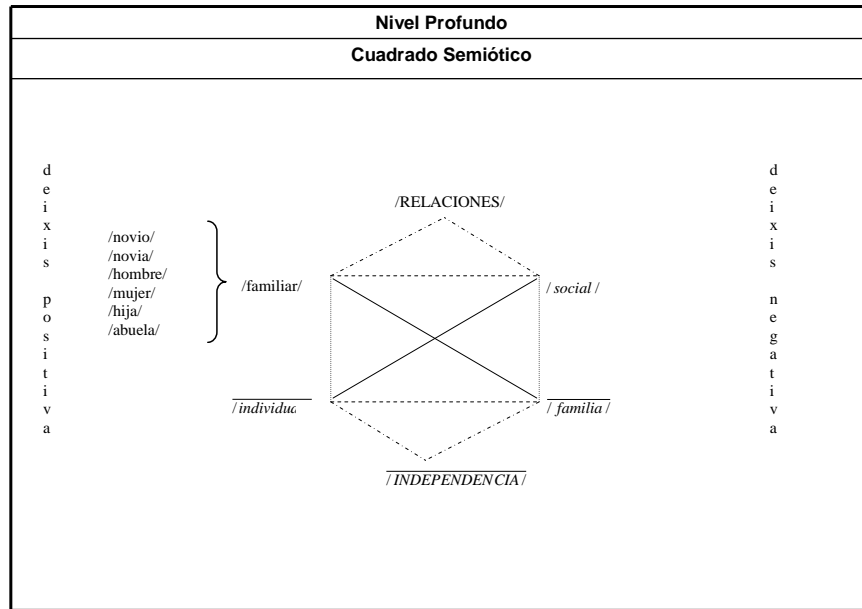 Nivel Profundo
Cuadrado Semiótico
deixis positiva
/novio/
/novia/
/hombre/
/mujer/
/hija/
/abuela/
/familiar/
/RELACIONES/
/ social /
/ individua
/ familia /
/ INDEPENDENCIA /
deixis negativa